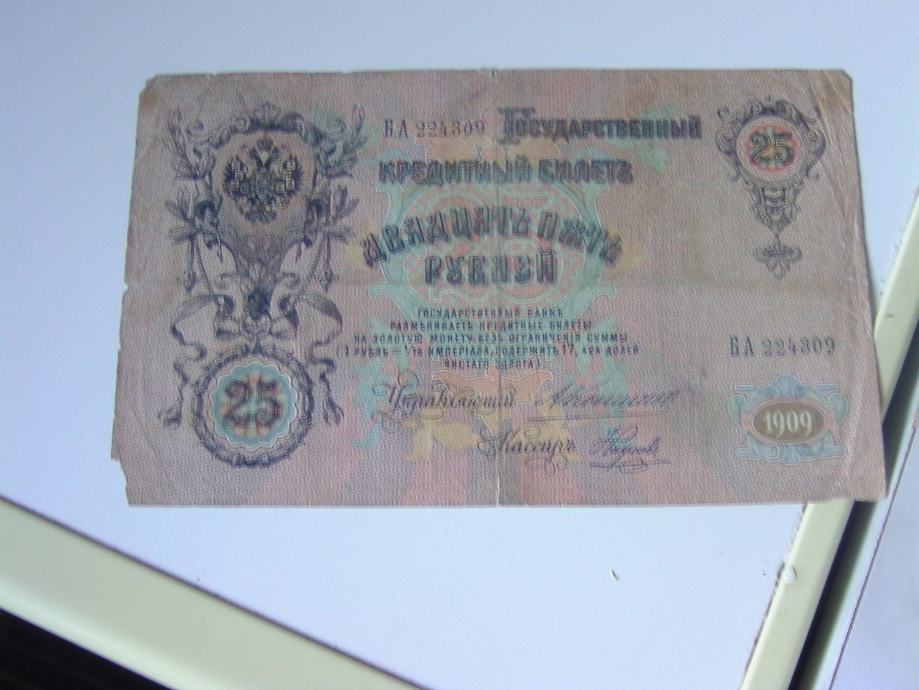 БА 224309 Государственный
25
кредитный билетъ
двадцать пять
рублей
Государственный банкъ
размѣниваетъ кредитные билеты
на золотую монету безъ ограниченія суммы
(1 рубль = 1/15 имперіала, содержитъ 17,424 долей
чистаго золота)
БА 224309
25
Управляющій
Кассиръ
1909